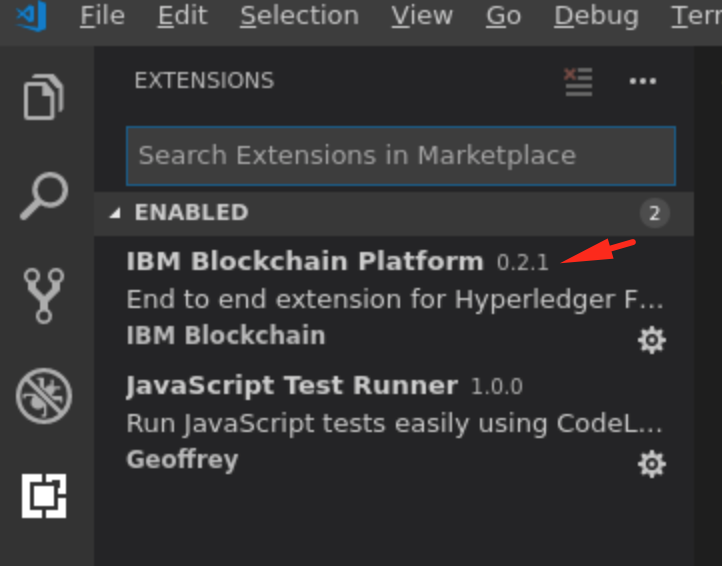 File Edit Selection View Go Debug Terr
EXTENSIONS
Search Extensions in Marketplace
ENABLED 2
IBM Blockchain Platform 0.2.1
End to end extension for Hyperledger F...
IBM Blockchain
JavaScript Test Runner 1.0.0
Run JavaScript tests easily using CodeL...
Geoffrey